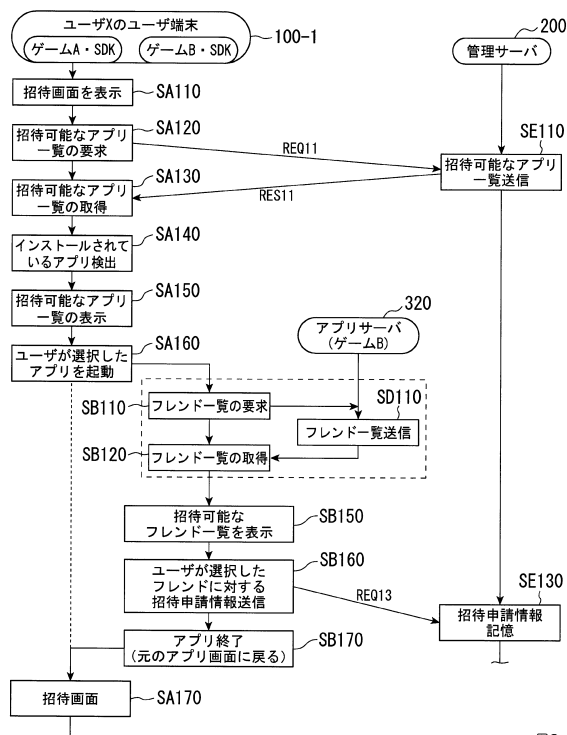 ユーザXのユーザ端末
ゲームA・SDK
ゲームB・SDK
100-1
200
管理サーバ
招待画面を表示
SA110
招待可能なアプリ
一覧の要求
SA120
REQ11
SE110
招待可能なアプリ
一覧送信
招待可能なアプリ
一覧の取得
SA130
RES11
インストールされて
いるアプリ検出
SA140
招待可能なアプリ
一覧の表示
SA150
320
アプリサーバ
(ゲームB)
ユーザが選択した
アプリを起動
SA160
SB110
フレンド一覧の要求
SD110
フレンド一覧送信
SB120
フレンド一覧の取得
招待可能な
フレンド一覧を表示
SB150
ユーザが選択した
フレンドに対する
招待申請情報送信
SB160
REQ13
SE130
招待申請情報
記憶
アプリ終了
(元のアプリ画面に戻る)
SB170
招待画面
SA170